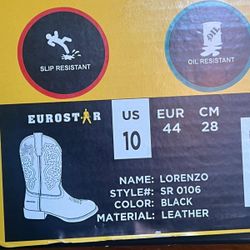 SLIP RESISTANT
OIL
OIL RESISTANT
EUROSTAR
US
10
EUR
44
CM
28
NAME: LORENZO
STYLE#: SR 0106
COLOR: BLACK
MATERIAL: LEATHER